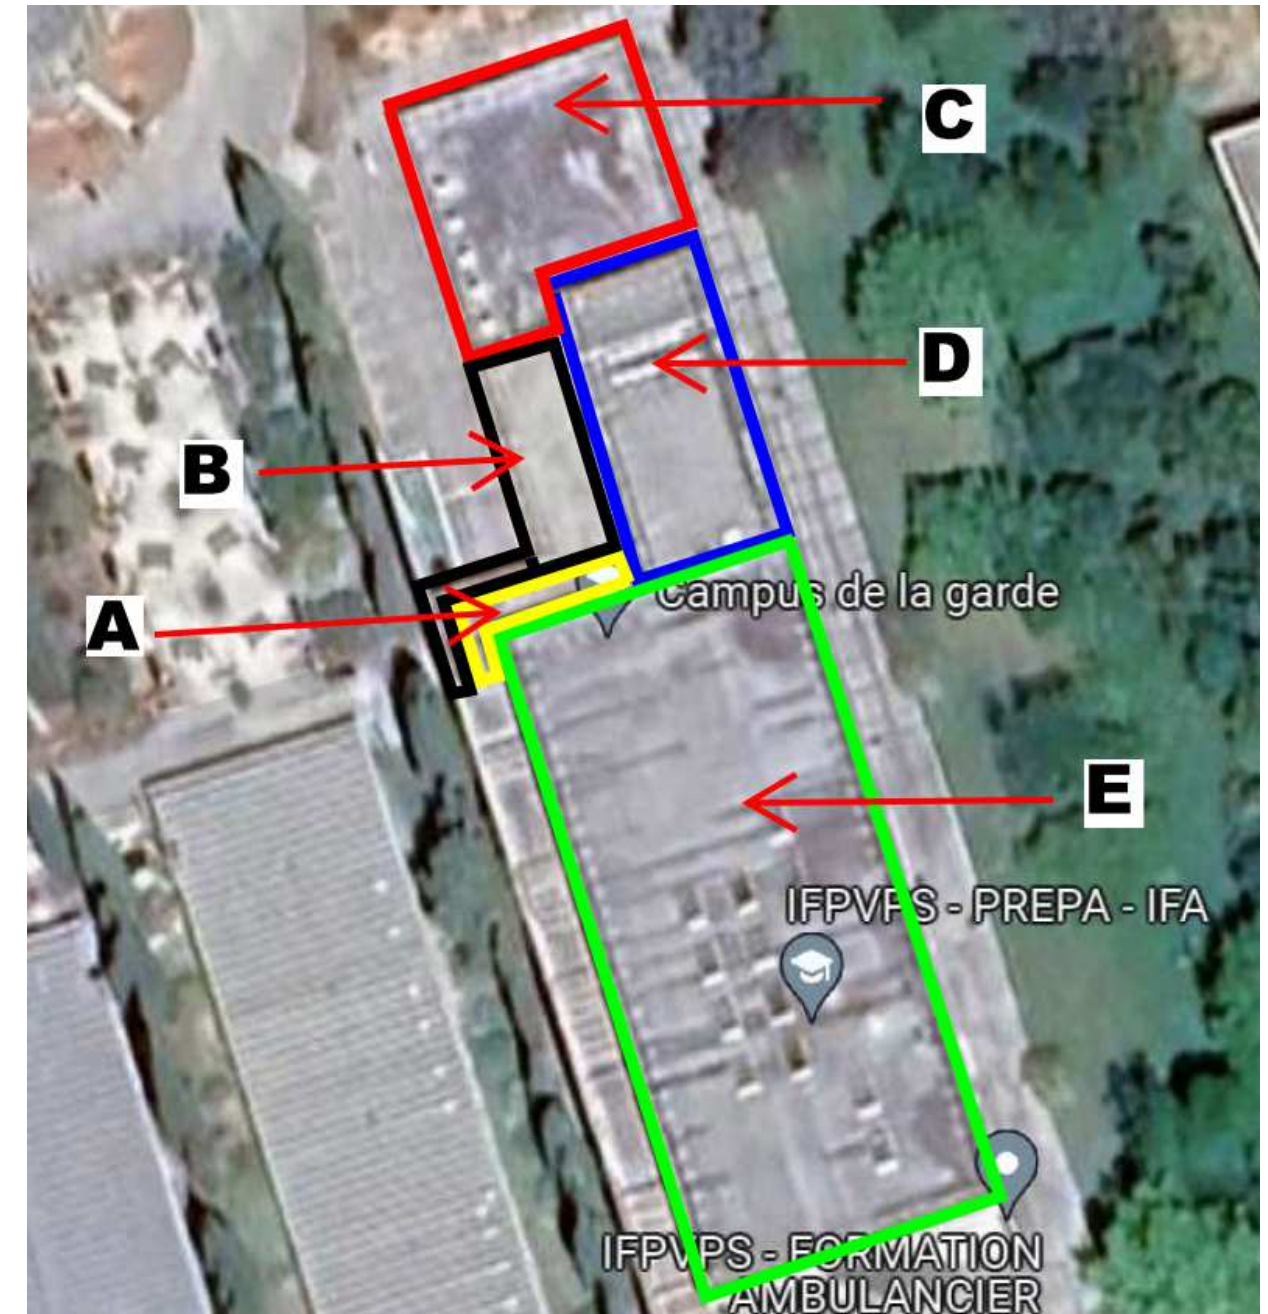 C
D
B
Campus de la garde
A
E
IFPVPS - PREPA - IFA
IFPVPS - FORMATION
AMBULANCIER